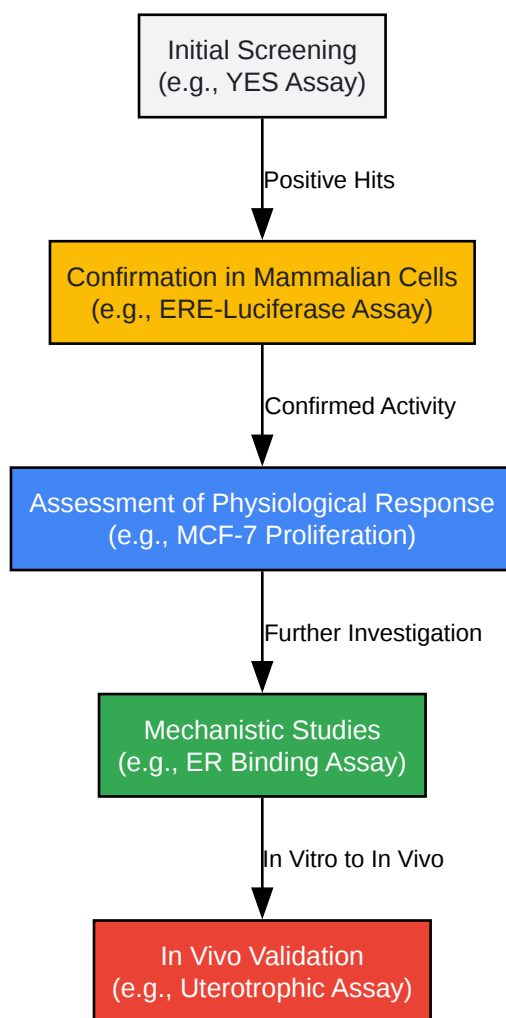 Initial Screening
(e.g., YES Assay)
Positive Hits
Confirmation in Mammalian Cells
(e.g., ERE-Luciferase Assay)
Confirmed Activity
Assessment of Physiological Response
(e.g., MCF-7 Proliferation)
Further Investigation
Mechanistic Studies
(e.g., ER Binding Assay)
In Vitro to In Vivo
In Vivo Validation
(e.g., Uterotrophic Assay)